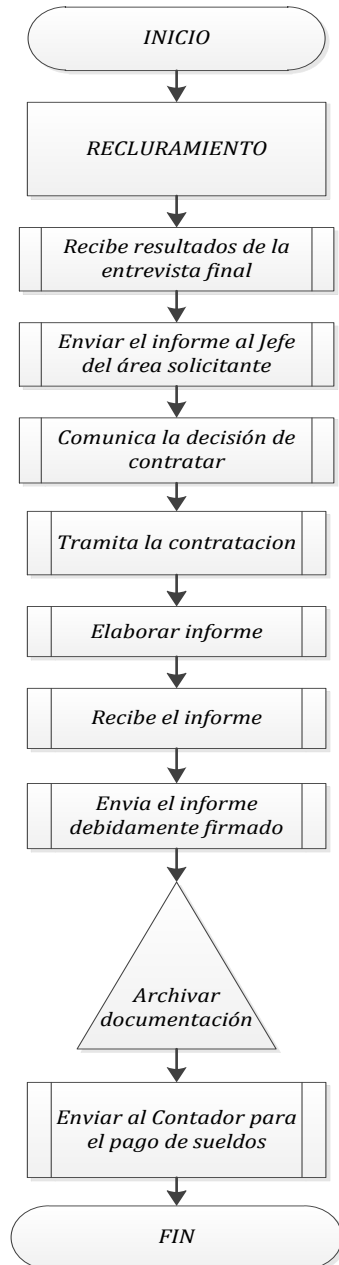 INICIO
RECLURAMIENTO
Recibe resultados de la
entrevista final
Enviar el informe al Jefe
del área solicitante
Comunica la decisión de
contratar
Tramita la contratacion
Elaborar informe
Recibe el informe
Envia el informe
debidamente firmado
Archivar
documentación
Enviar al Contador para
el pago de sueldos
FIN